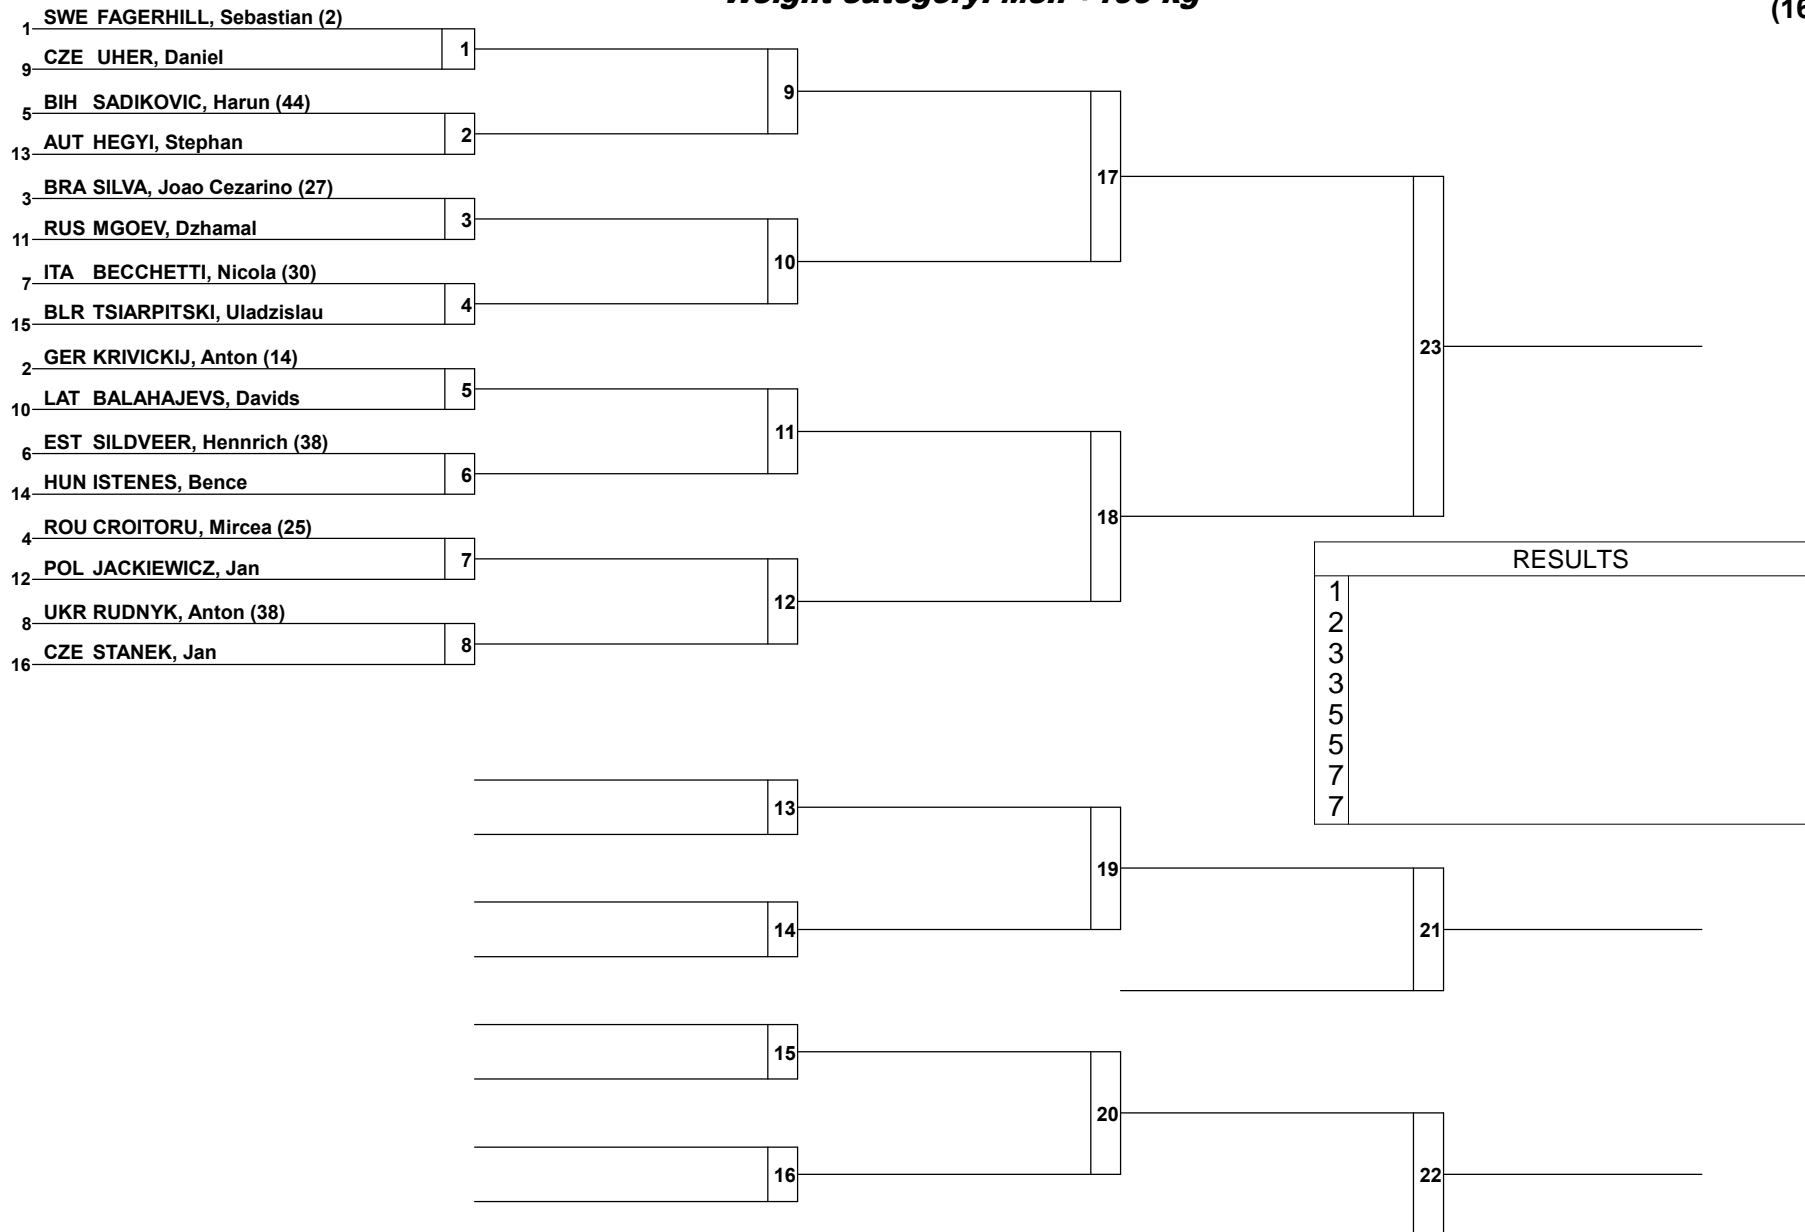 (16
1 SWE FAGERHILL, Sebastian (2)
9 CZE UHER, Daniel
1
5 BIH SADIKOVIC, Harun (44)
13 AUT HEGYI, Stephan
2
3 BRA SILVA, Joao Cezarino (27)
11 RUS MGOEV, Dzhamal
3
7 ITA BECCHETTI, Nicola (30)
15 BLR TSIARPITSKI, Uladzislau
4
2 GER KRIVICKIJ, Anton (14)
10 LAT BALAHAJEVS, Davids
5
6 EST SILDVEER, Hennrich (38)
14 HUN ISTENES, Bence
6
4 ROU CROITORU, Mircea (25)
12 POL JACKIEWICZ, Jan
7
8 UKR RUDNYK, Anton (38)
16 CZE STANEK, Jan
8
9
10
11
12
17
18
23
RESULTS
1
2
3
3
5
5
7
7
13
14
15
16
19
20
21
22